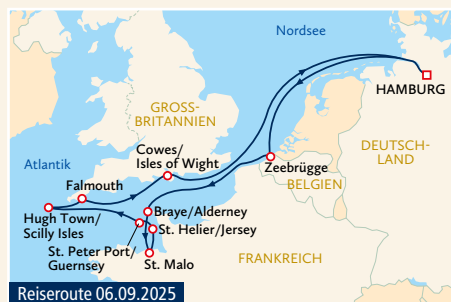 Nordsee
HAMBURG
GROSS-
BRITANNIEN
DEUTSCH-
LAND
Cowes/
Isles of Wight
Zeebrügge
Atlantik
BELGIEN
Falmouth
Hugh Town/
Scilly Isles
Braye/Alderney
St. Helier/Jersey
St. Peter Port/
Guernsey
St. Malo
FRANKREICH
Reiseroute 06.09.2025